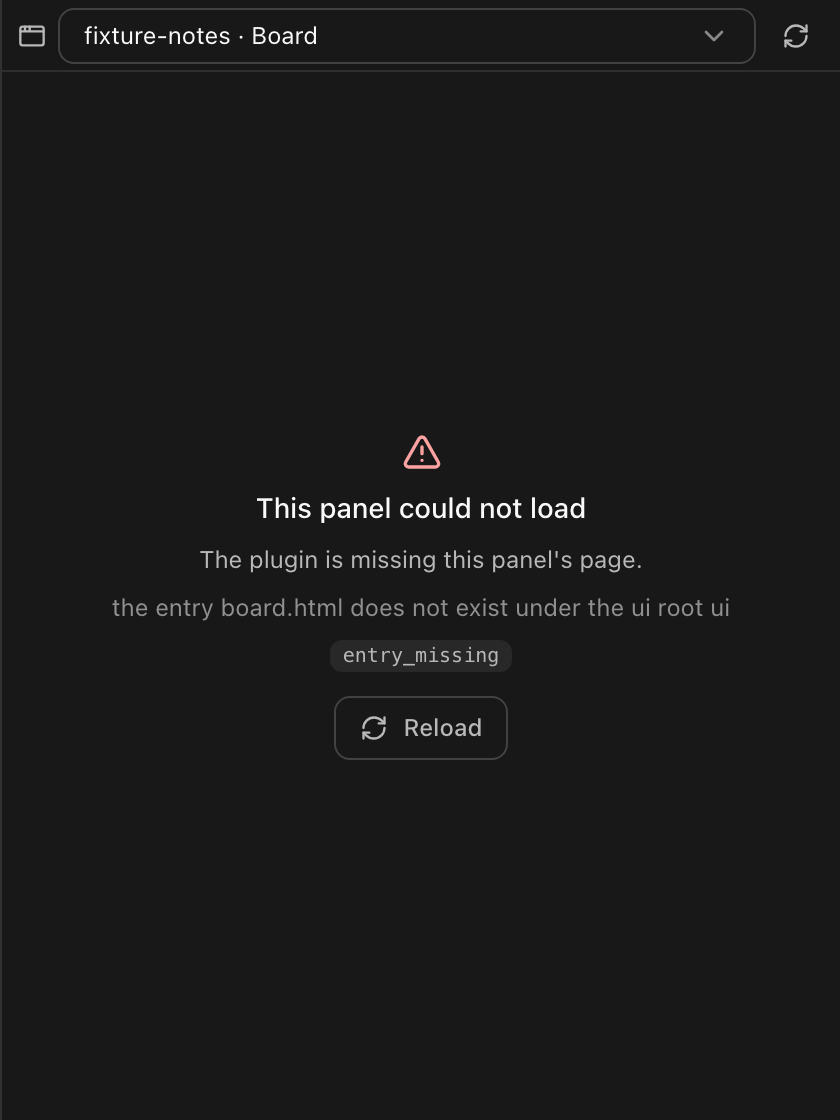 fixture-notes · Board
This panel could not load
The plugin is missing this panel's page.
the entry board.html does not exist under the ui root ui
entry_missing
Reload